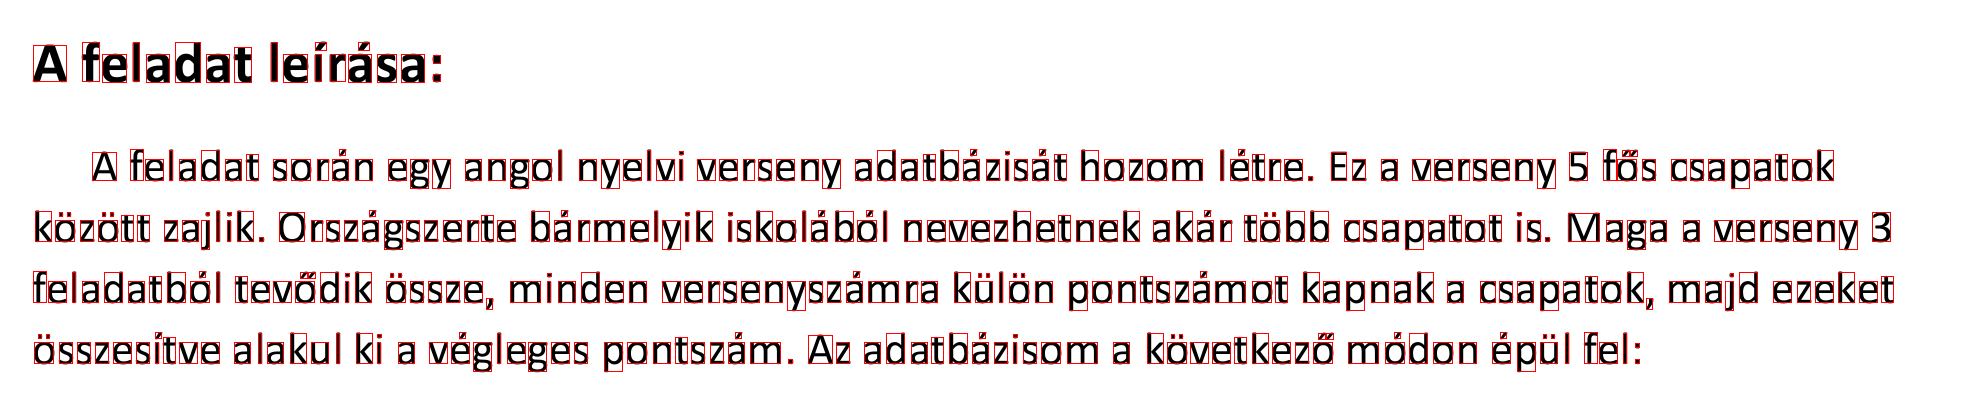 A feladat leírása:
A feladat során egy angol nyelvi verseny adatbázisát hozom létre. Ez a verseny 5 fős csapatok
között zajlik. Országszerte bármelyik iskolából nevezhetnek akár több csapatot is. Maga a verseny 3
feladatból tevődik össze, minden versenyszámra külön pontszámot kapnak a csapatok, majd ezeket
összesítve alakul ki a végleges pontszám. Az adatbázisom a következő módon épül fel: